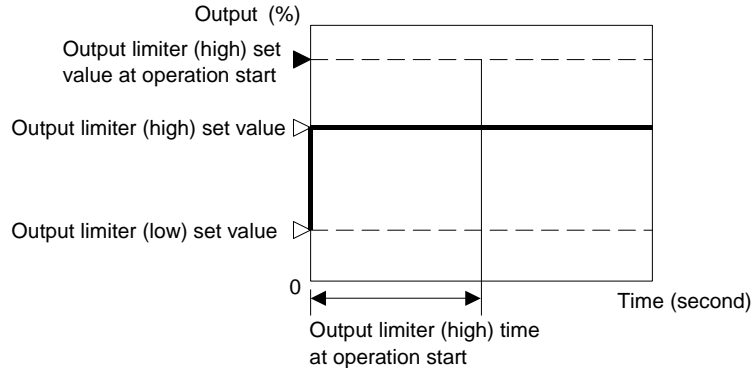 Output (%)
Output limiter (high) set
value at operation start
Output limiter (high) set value
Output limiter (low) set value
0
Time (second)
Output limiter (high) time
at operation start